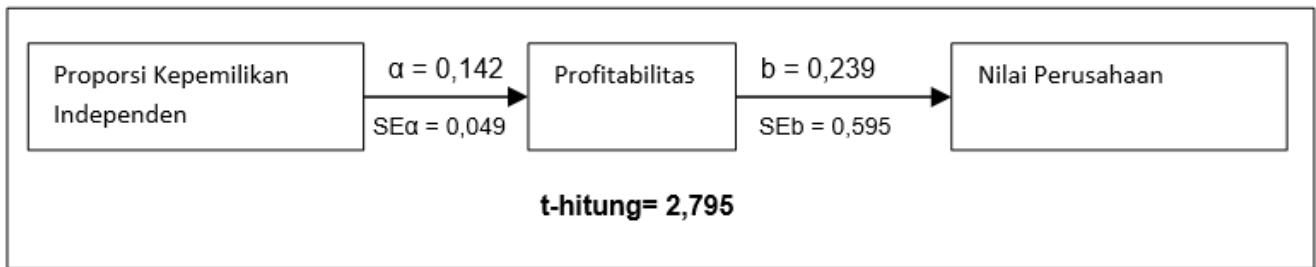 Proporsi Kepemilikan
Independen
α = 0,142
SEα = 0,049
Profitabilitas
b = 0,239
SEb = 0,595
Nilai Perusahaan
t-hitung= 2,795